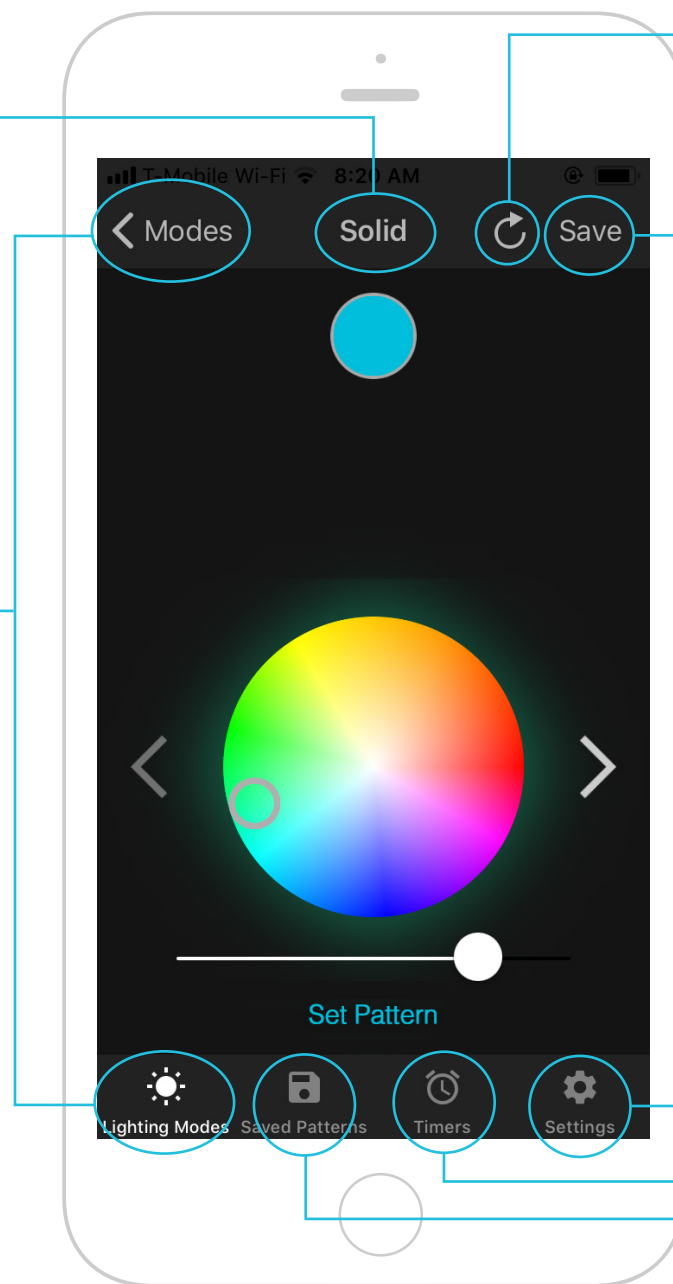 T-Mobile Wi-Fi 8:20 AM
Modes Solid Save
Set Pattern
Lighting Modes Saved Patterns Timers Settings